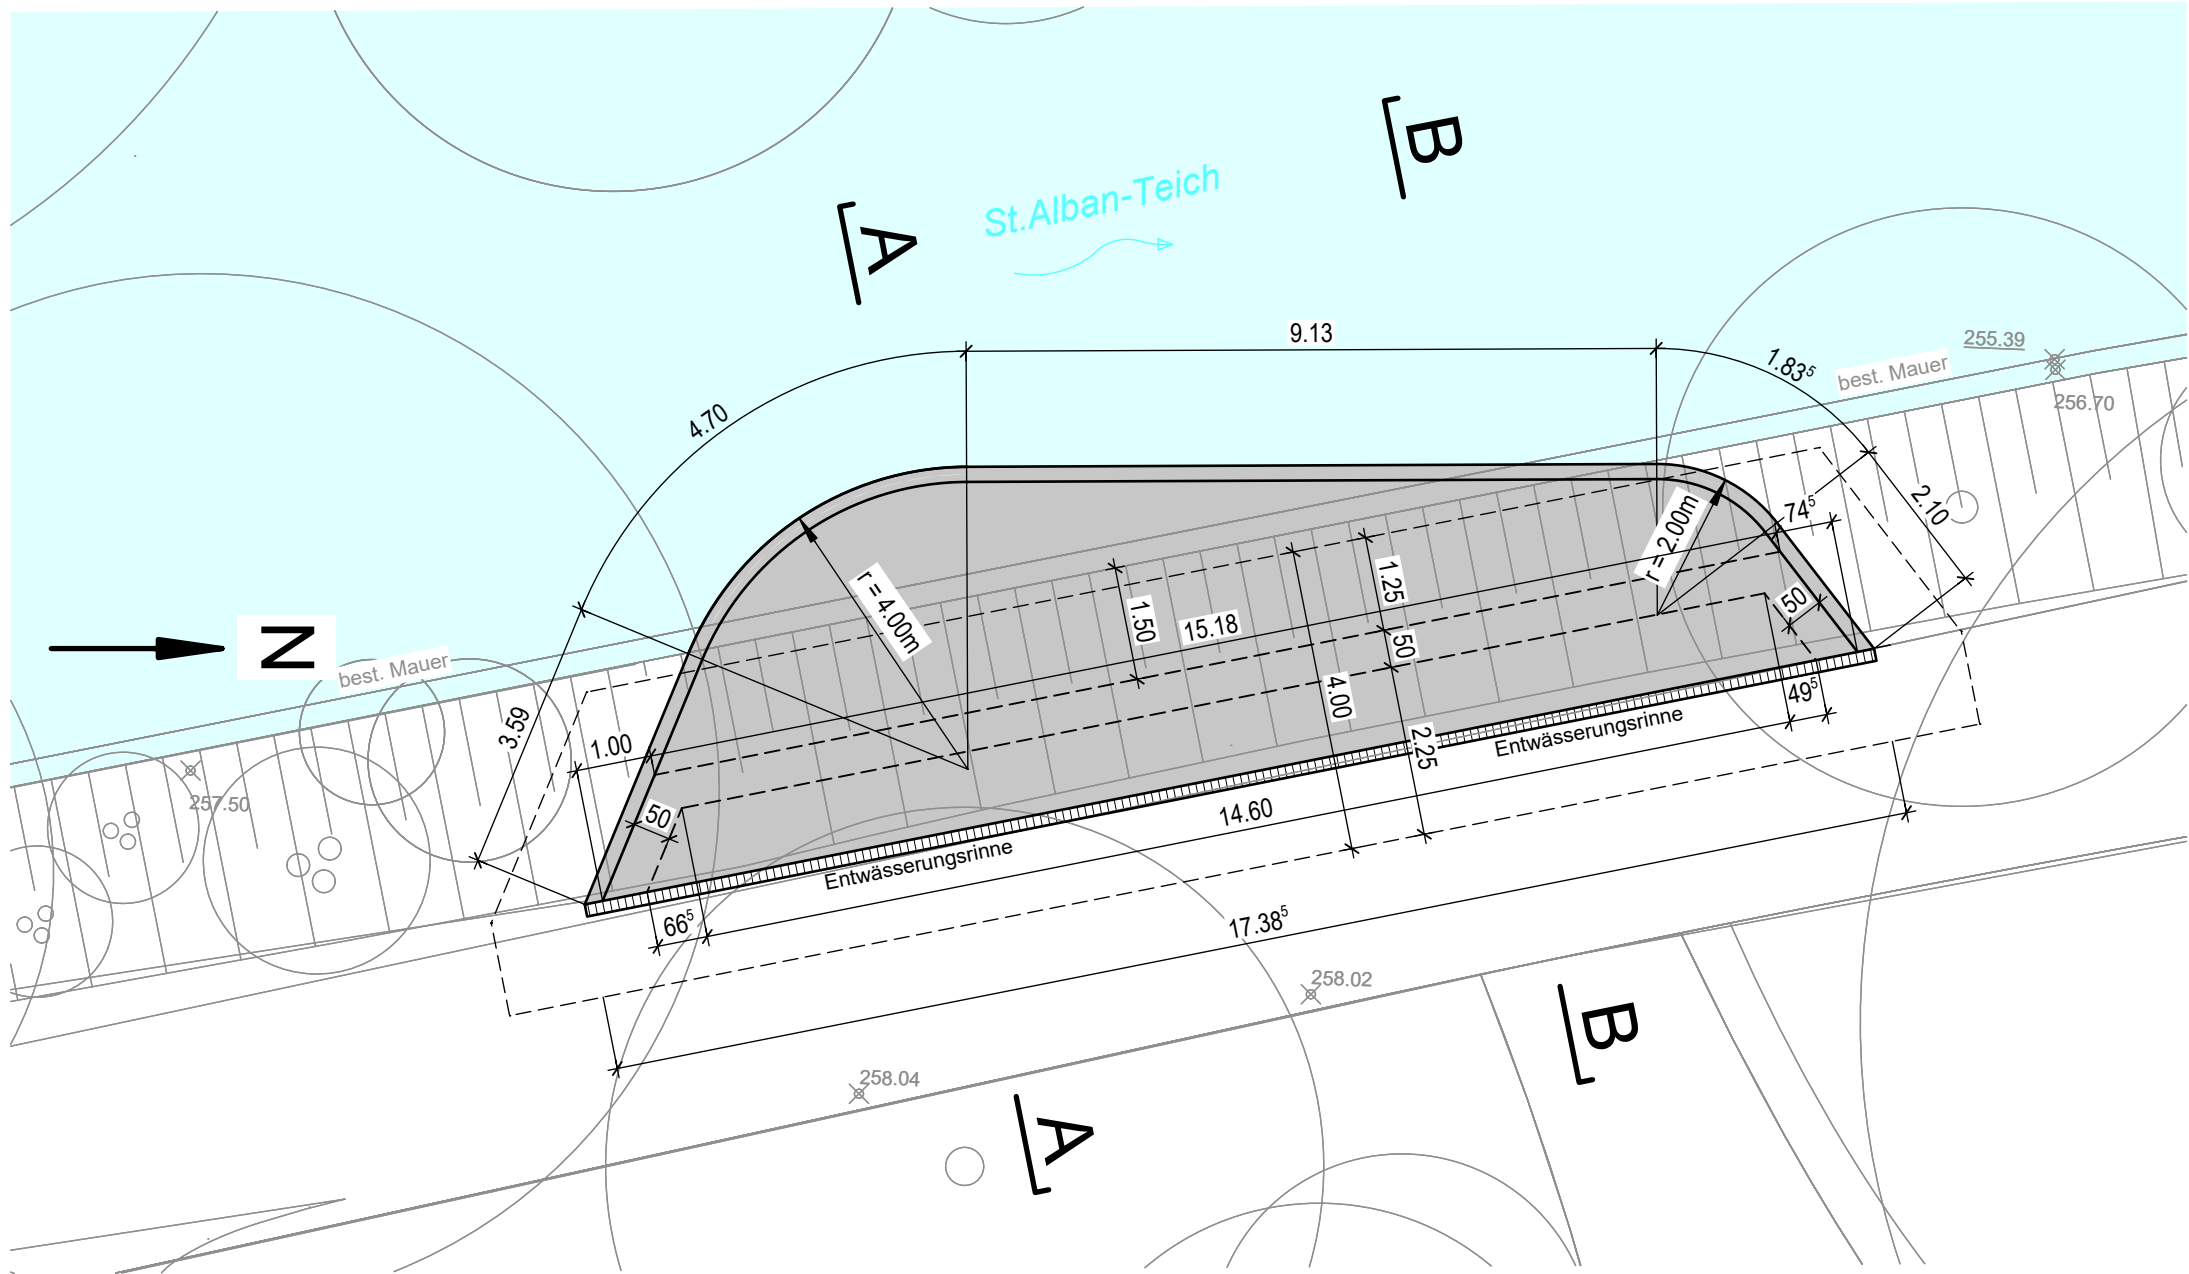 B
A
St.Alban-Teich
9.13
1.83⁵
255.39
best. Mauer
256.70
4.70
2.10
74⁵
r = 2.00m
1.25
r = 4.00m
1.50
15.18
50
50
N
best. Mauer
4.00
49⁵
3.59
1.00
2.25
Entwässerungsrinne
257.50
50
14.60
Entwässerungsrinne
66⁵
17.38⁵
258.02
B
258.04
A